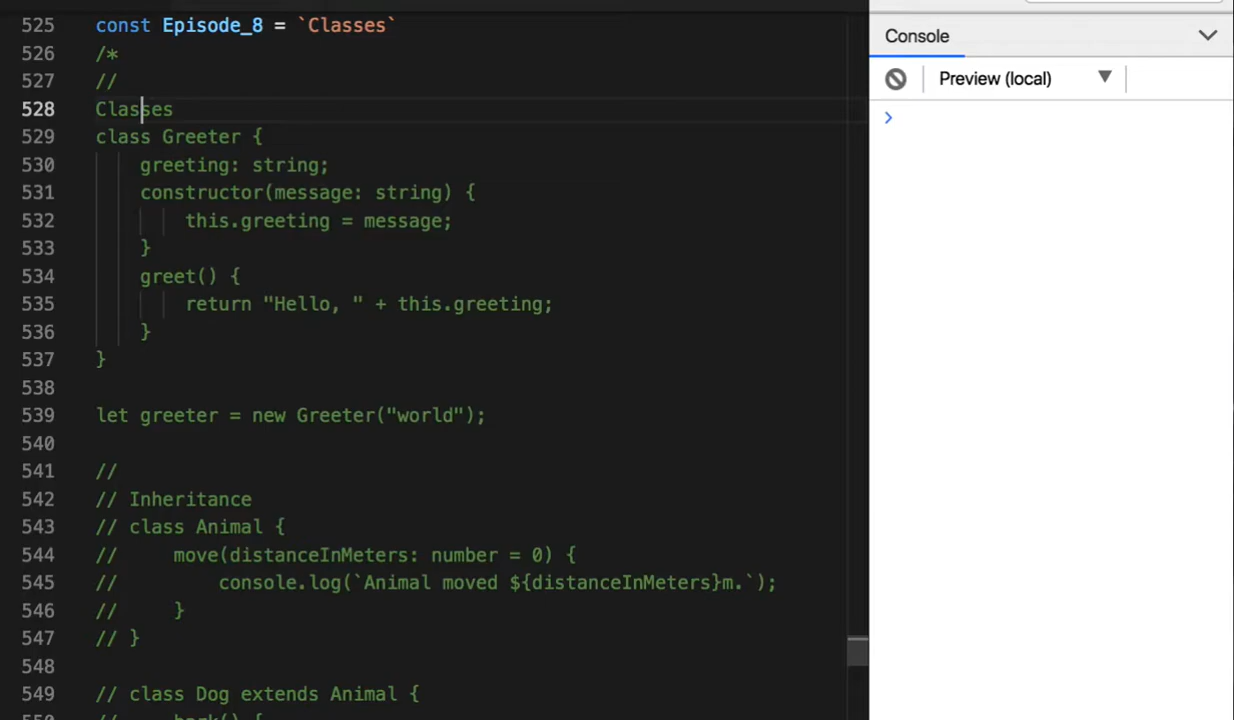 525 const Episode_8 = `Classes`
526 /*
527 //
528 Classes
529 class Greeter {
530 greeting: string;
531 constructor(message: string) {
532 this.greeting = message;
533 }
534 greet() {
535 return "Hello, " + this.greeting;
536 }
537 }
538
539 let greeter = new Greeter("world");
540
541 //
542 // Inheritance
543 // class Animal {
544 // move(distanceInMeters: number = 0) {
545 // console.log(`Animal moved ${distanceInMeters}m.`);
546 // }
547 // }
548
549 // class Dog extends Animal {
550 // bark() {
Console
Preview (local)
>